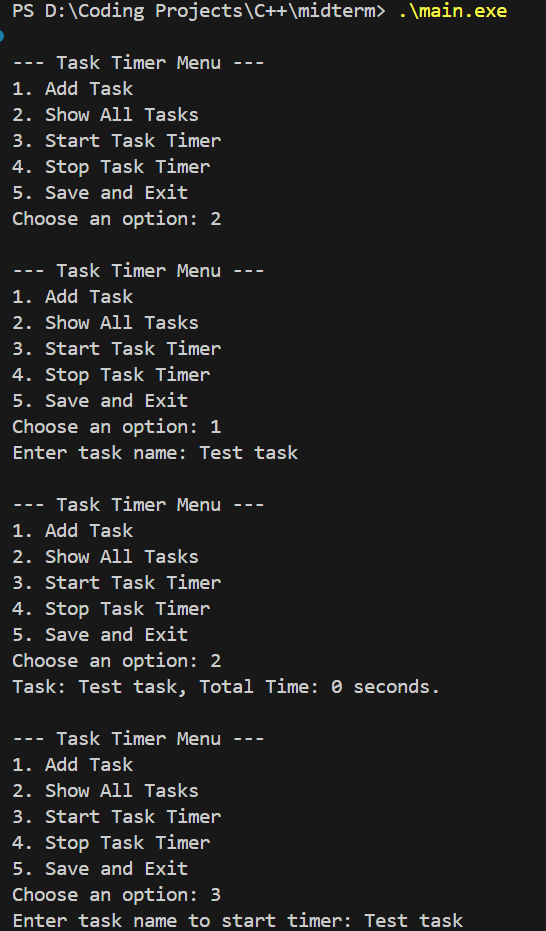 PS D:\Coding Projects\C++\midterm> .\main.exe
--- Task Timer Menu ---
1. Add Task
2. Show All Tasks
3. Start Task Timer
4. Stop Task Timer
5. Save and Exit
Choose an option: 2
--- Task Timer Menu ---
1. Add Task
2. Show All Tasks
3. Start Task Timer
4. Stop Task Timer
5. Save and Exit
Choose an option: 1
Enter task name: Test task
--- Task Timer Menu ---
1. Add Task
2. Show All Tasks
3. Start Task Timer
4. Stop Task Timer
5. Save and Exit
Choose an option: 2
Task: Test task, Total Time: 0 seconds.
--- Task Timer Menu ---
1. Add Task
2. Show All Tasks
3. Start Task Timer
4. Stop Task Timer
5. Save and Exit
Choose an option: 3
Enter task name to start timer: Test task